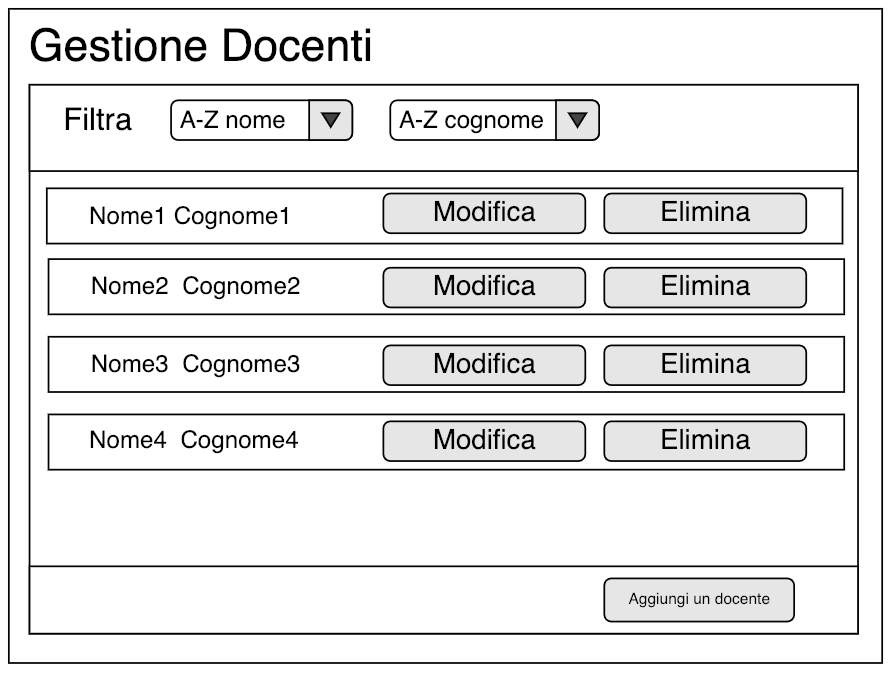 Gestione Docenti
Filtra A-Z nome A-Z cognome
Nome1 Cognome1 Modifica Elimina
Nome2 Cognome2 Modifica Elimina
Nome3 Cognome3 Modifica Elimina
Nome4 Cognome4 Modifica Elimina
Aggiungi un docente